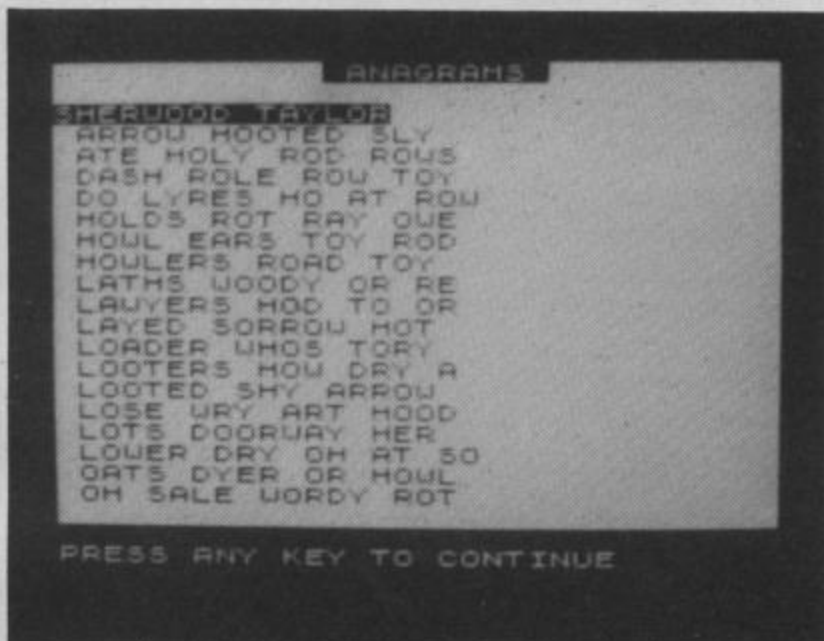 ANAGRAMS
SHERWOOD TAYLOR
ARROW HOOTED SLY
ATE HOLY ROD ROWS
DASH ROLE ROW TOY
DO LYRES HO AT ROW
HOLDS ROT RAY OWE
HOWL EARS TOY ROD
HOWLERS ROAD TOY
LATHS WOODY OR RE
LAWYERS HOD TO OR
LAYED SORROW HOT
LOADER WHOS TORY
LOOTERS HOW DRY A
LOOTED SHY ARROW
LOSE WRY ART HOOD
LOTS DOORWAY HER
LOWER DRY OH AT SO
OATS DYER OR HOWL
OH SALE WORDY ROT
PRESS ANY KEY TO CONTINUE